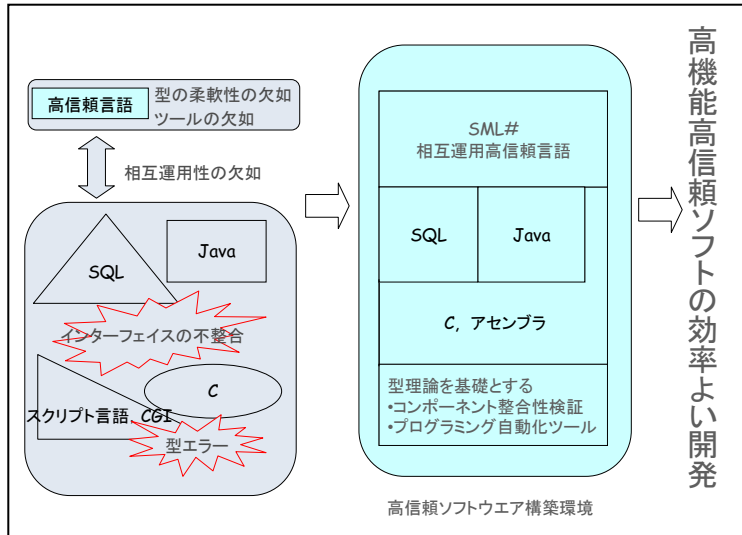 高信頼言語
型の柔軟性の欠如
ツールの欠如
相互運用性の欠如
SQL
Java
インターフェイスの不整合
C
スクリプト言語, CGI
型エラー
SML#
相互運用高信頼言語
SQL
Java
C, アセンブラ
型理論を基礎とする
•コンポーネント整合性検証
•プログラミング自動化ツール
高信頼ソフトウエア構築環境
高機能高信頼ソフトの効率よい開発